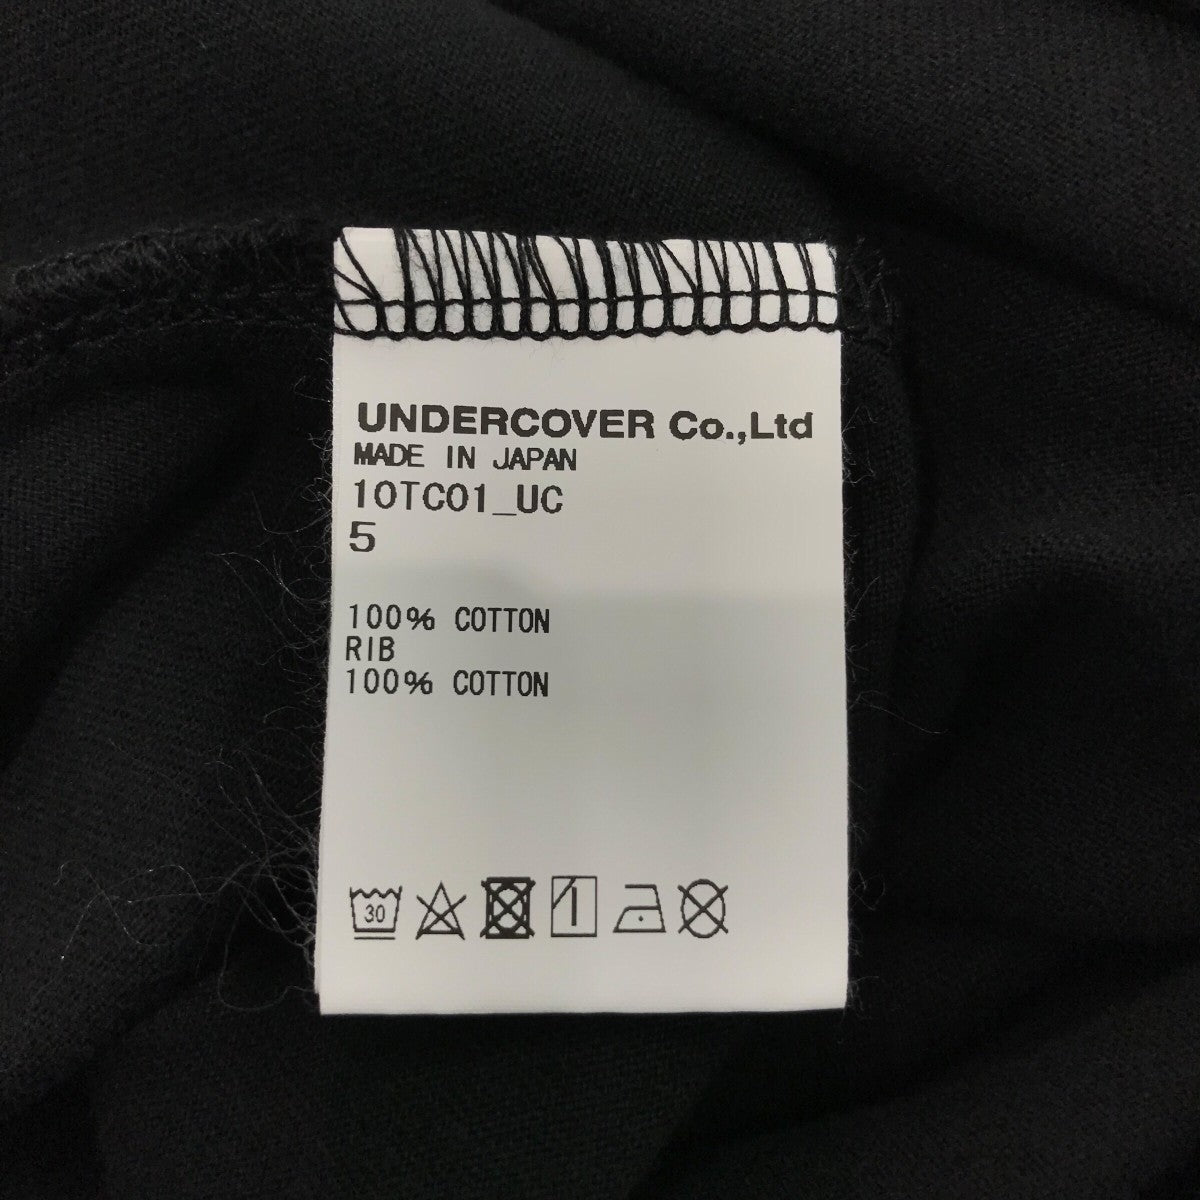 UNDERCOVER Co.,Ltd
MADE IN JAPAN
10TC01_UC
5
100% COTTON
RIB
100% COTTON
30